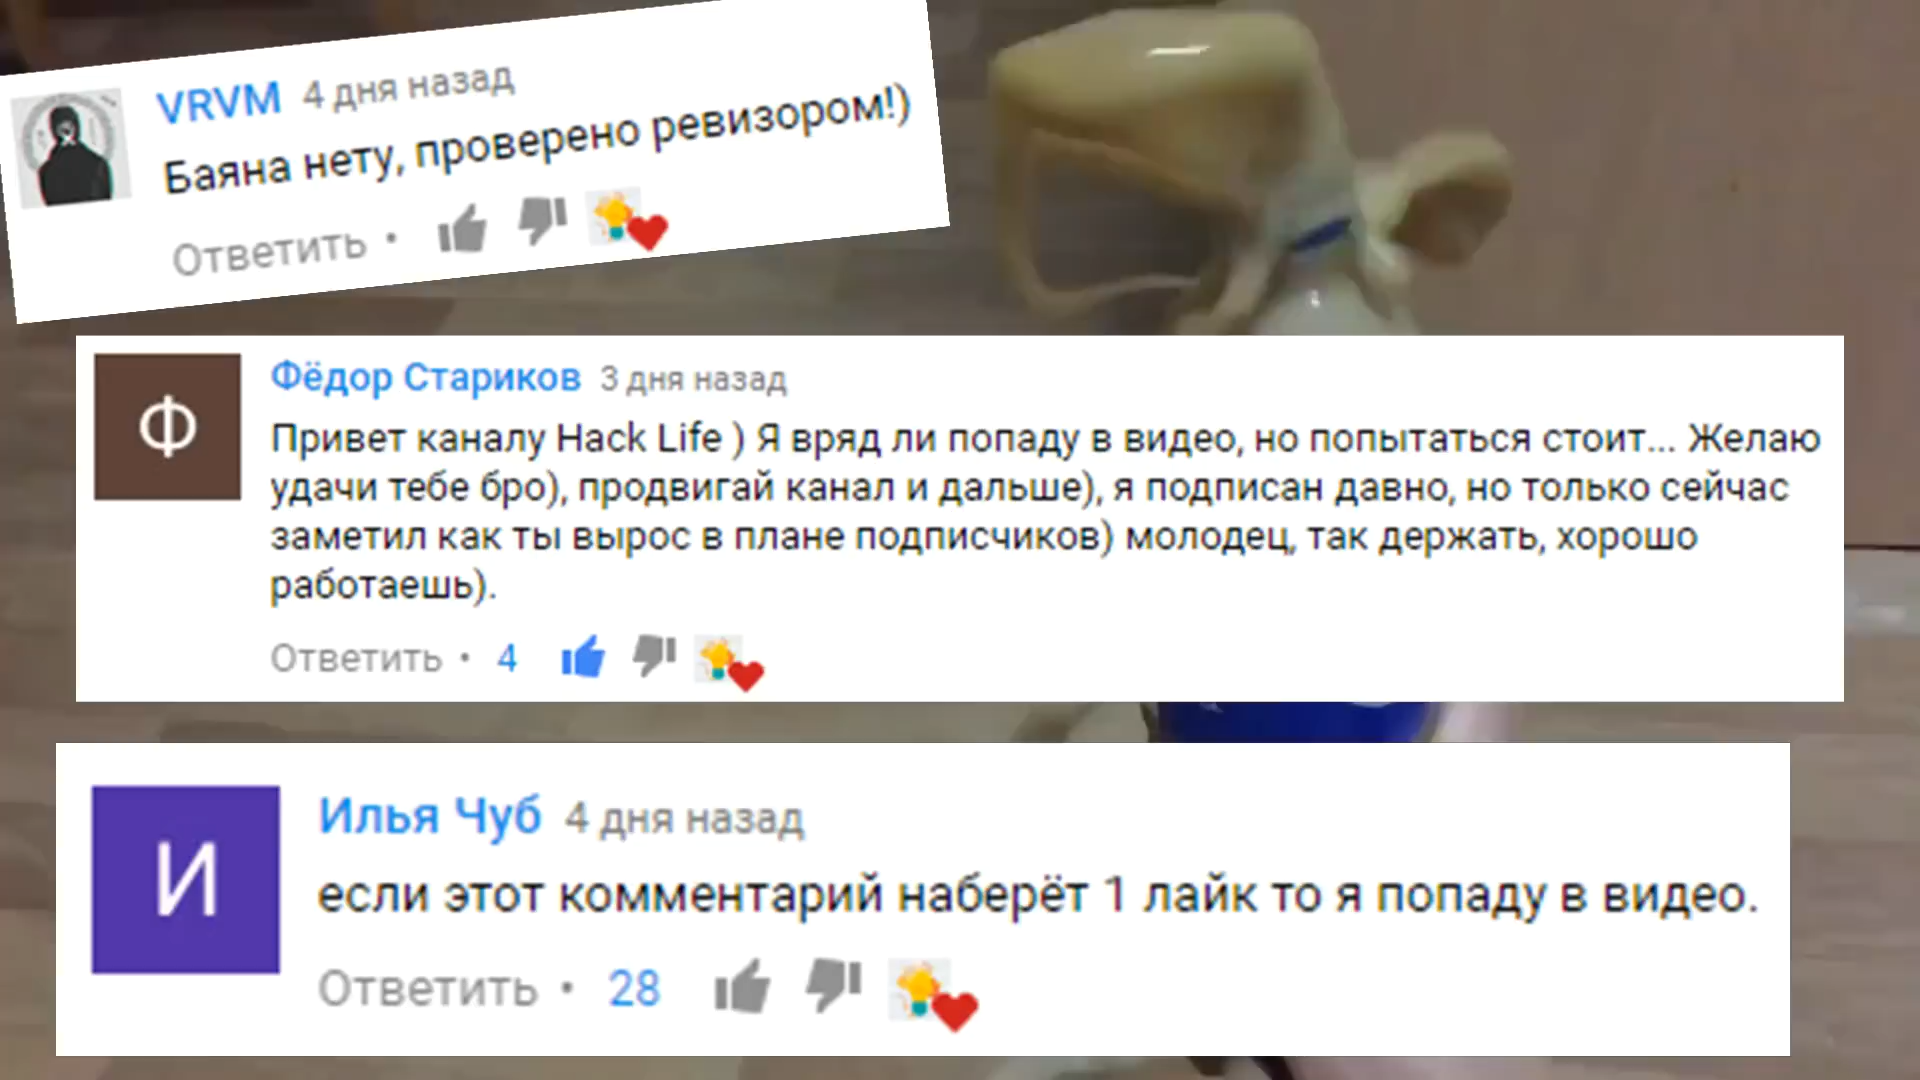 VRVM 4 дня назад
Баяна нету, проверено ревизором!)
Ответить •
Ф
Фёдор Стариков 3 дня назад
Привет каналу Hack Life ) Я вряд ли попаду в видео, но попытаться стоит... Желаю
удачи тебе бро), продвигай канал и дальше), я подписан давно, но только сейчас
заметил как ты вырос в плане подписчиков) молодец, так держать, хорошо
работаешь).
Ответить • 4
И
Илья Чуб 4 дня назад
если этот комментарий наберёт 1 лайк то я попаду в видео.
Ответить • 28